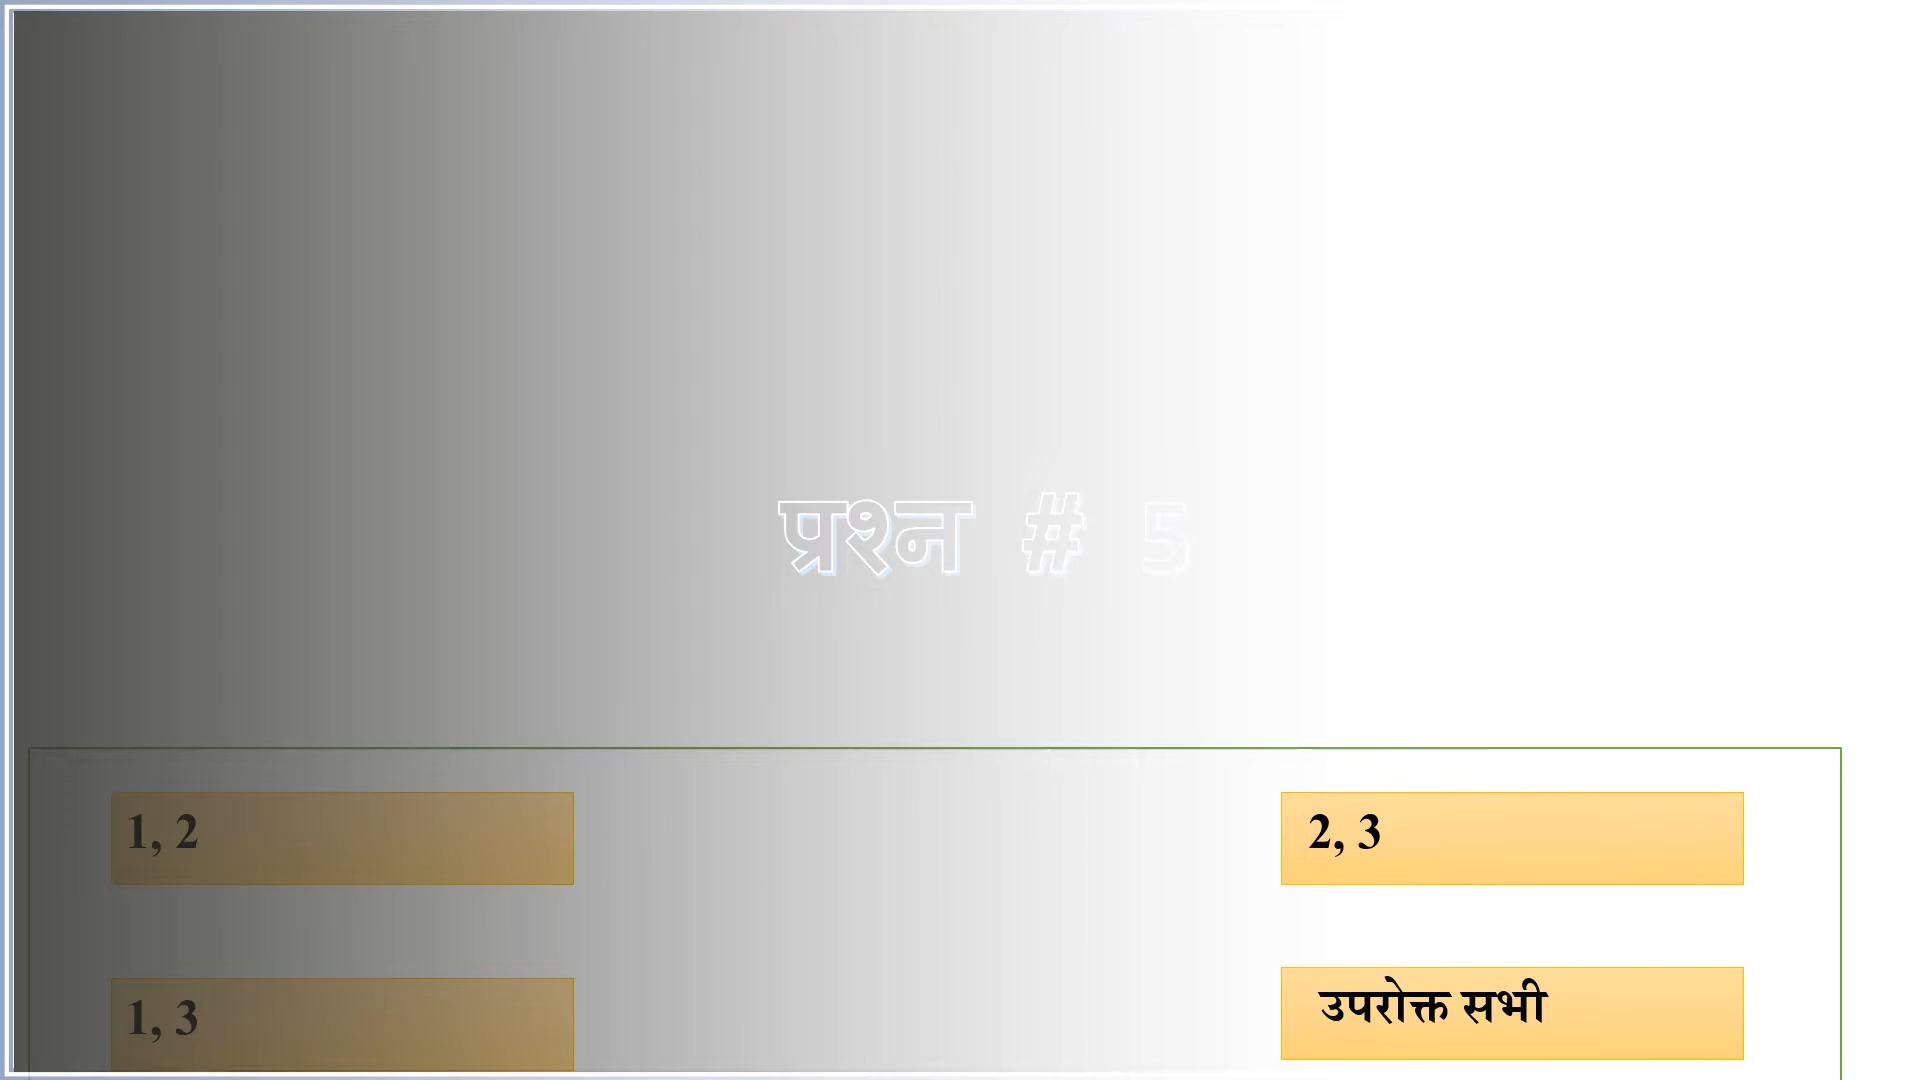 प्रश्न # 5
1, 2
2, 3
1, 3
उपरोक्त सभी